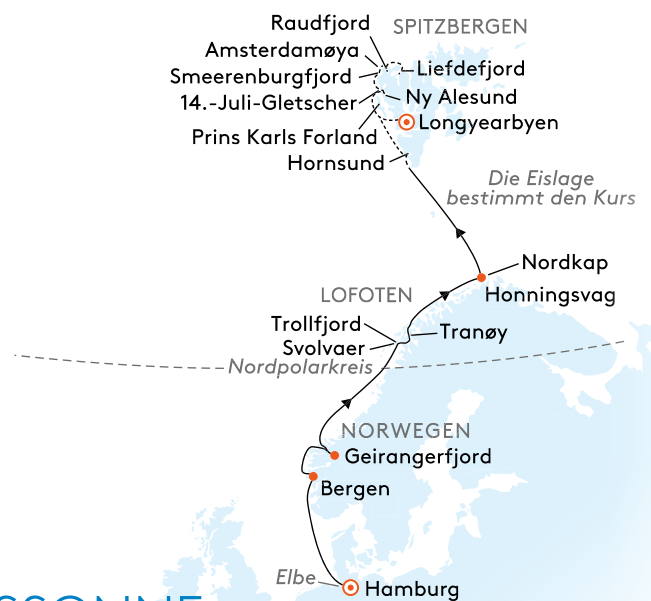 Raudfjord
SPITZBERGEN
Amsterdamøya
Liefdefjord
Smeerenburgfjord
14.-Juli-Gletscher
Ny Alesund
Longyearbyen
Prins Karls Forland
Hornsund
Die Eislage
bestimmt den Kurs
Nordkap
LOFOTEN
Honningsvag
Trollfjord
Tranøy
Svolvaer
Nordpolarkreis
NORWEGEN
Geirangerfjord
Bergen
Elbe
Hamburg